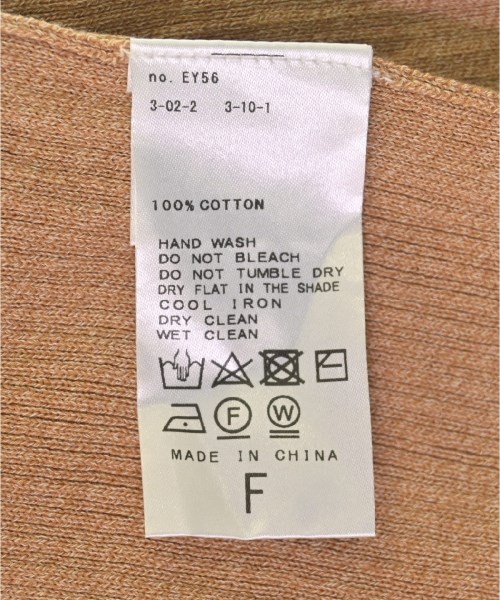 no. EY56
3-02-2 3-10-1
100% COTTON
HAND WASH
DO NOT BLEACH
DO NOT TUMBLE DRY
DRY FLAT IN THE SHADE
COOL IRON
DRY CLEAN
WET CLEAN
F W
MADE IN CHINA
F